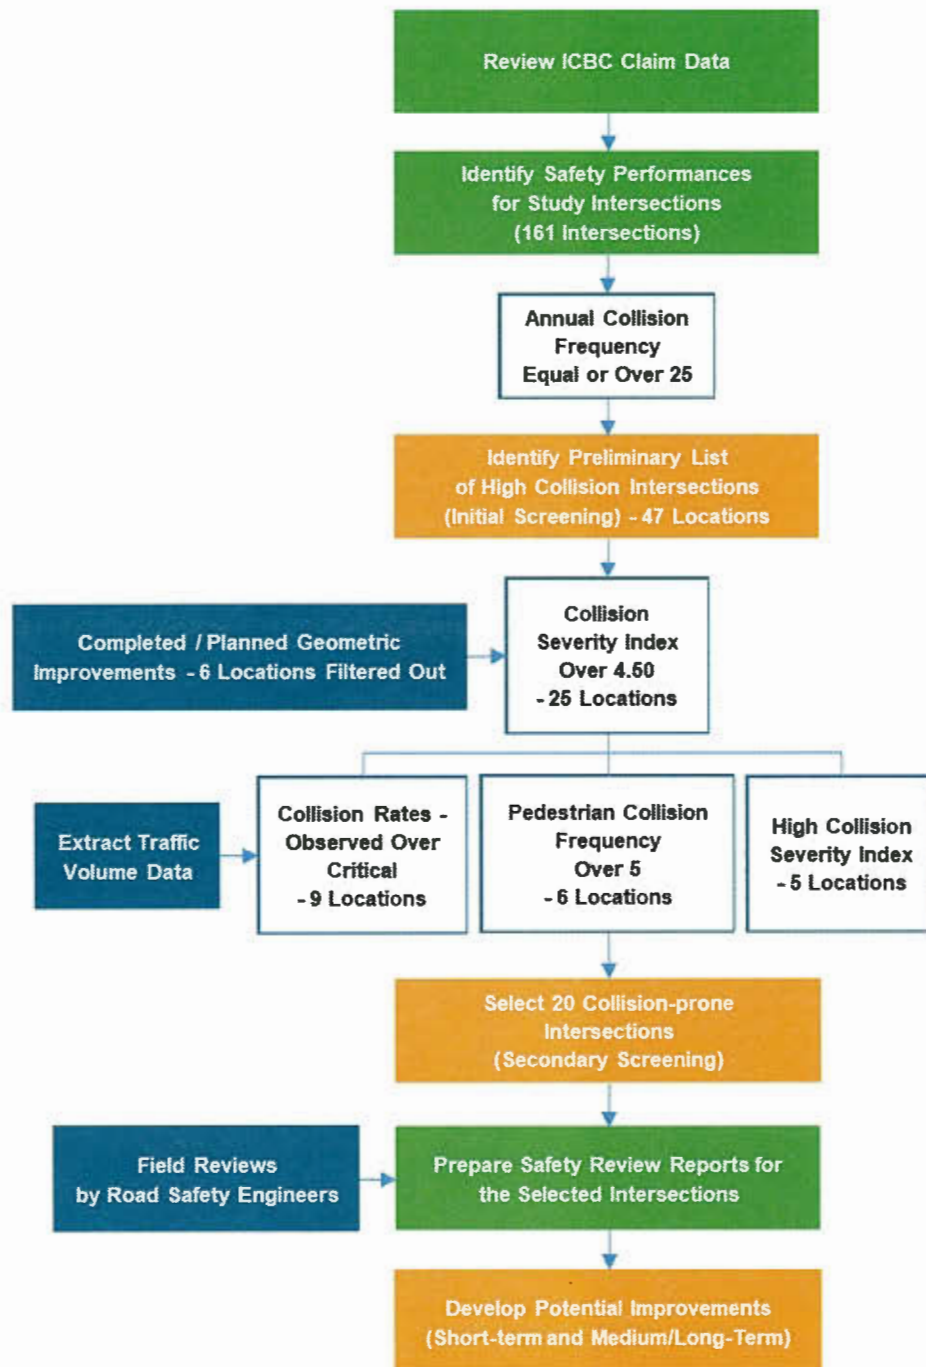 Review ICBC Claim Data
Identify Safety Performances
for Study Intersections
(161 Intersections)
Annual Collision
Frequency
Equal or Over 25
Identify Preliminary List
of High Collision Intersections
(Initial Screening) - 47 Locations
Completed / Planned Geometric
Improvements - 6 Locations Filtered Out
Collision
Severity Index
Over 4.50
- 25 Locations
Extract Traffic
Volume Data
Collision Rates -
Observed Over
Critical
- 9 Locations
Pedestrian Collision
Frequency
Over 5
- 6 Locations
High Collision
Severity Index
- 5 Locations
Select 20 Collision-prone
Intersections
(Secondary Screening)
Field Reviews
by Road Safety Engineers
Prepare Safety Review Reports for
the Selected Intersections
Develop Potential Improvements
(Short-term and Medium/Long-Term)